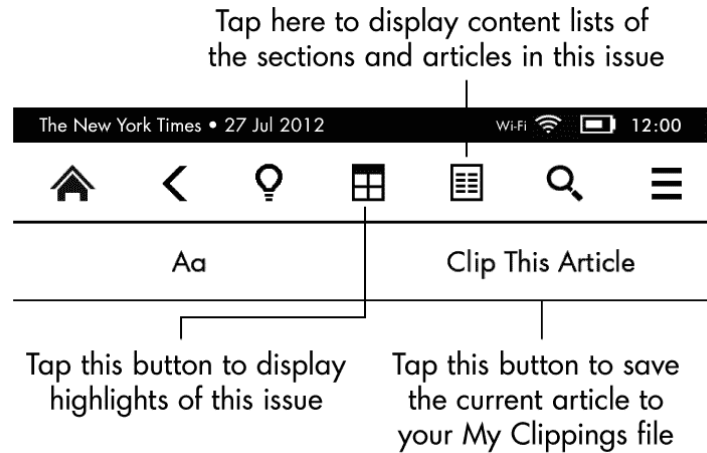 Tap here to display content lists of
the sections and articles in this issue
The New York Times • 27 Jul 2012 Wi-Fi 12:00
Aa Clip This Article
Tap this button to display
highlights of this issue
Tap this button to save
the current article to
your My Clippings file